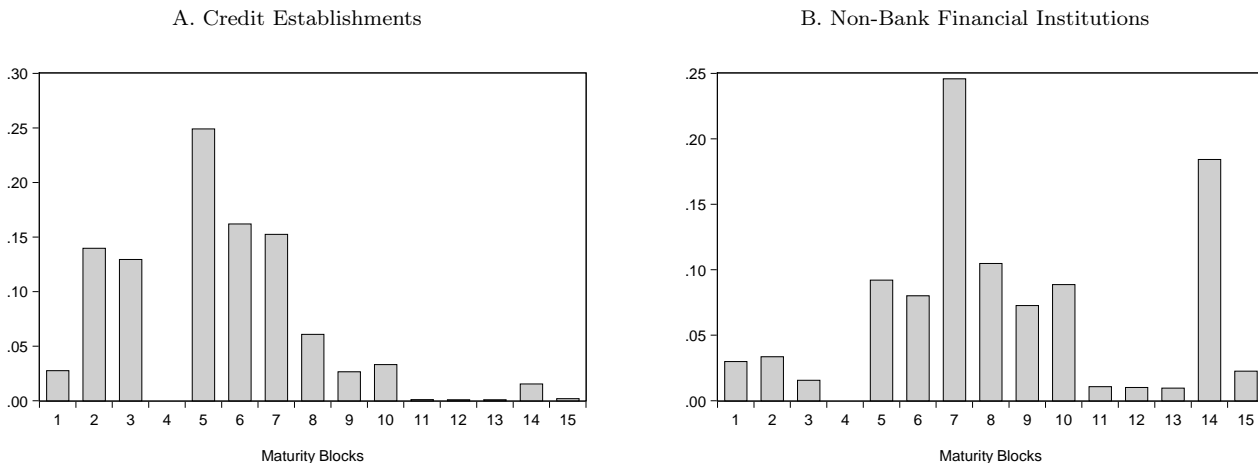 A. Credit Establishments
.30
.25
.20
.15
.10
.05
.00
1 2 3 4 5 6 7 8 9 10 11 12 13 14 15
Maturity Blocks
B. Non-Bank Financial Institutions
.25
.20
.15
.10
.05
.00
1 2 3 4 5 6 7 8 9 10 11 12 13 14 15
Maturity Blocks